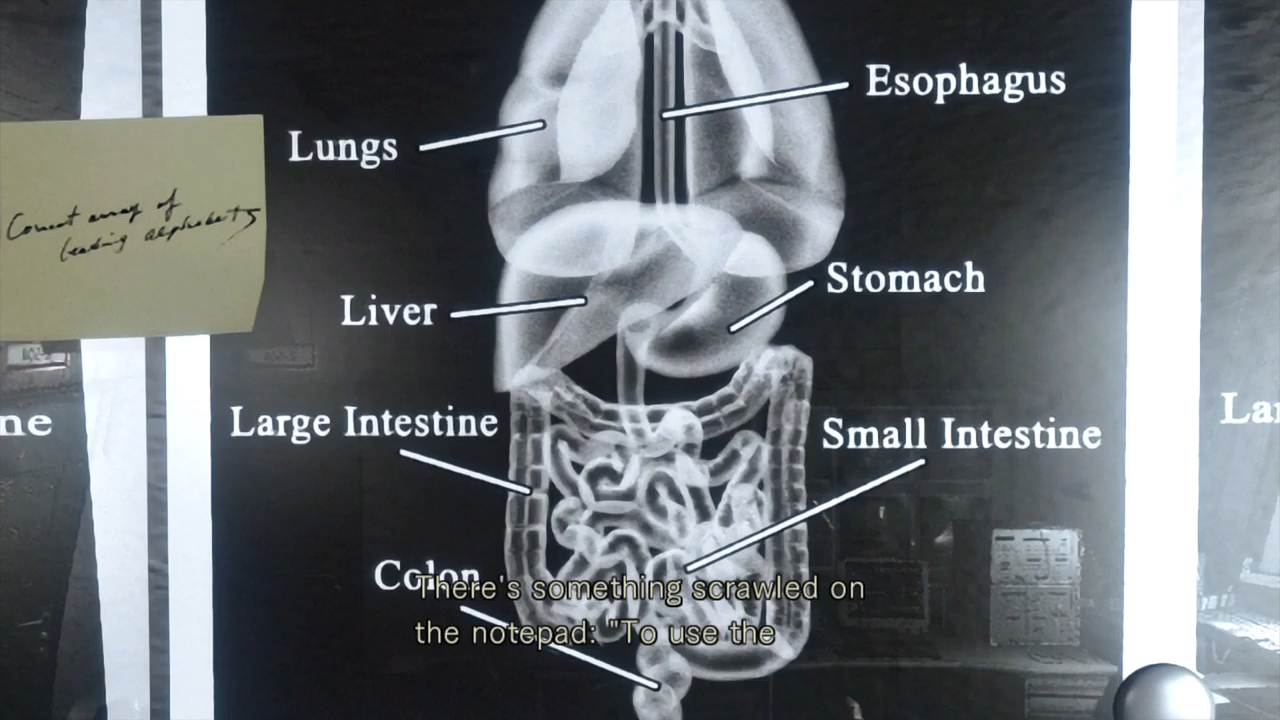 Esophagus
Lungs
Correct array of
leading alphabets
Stomach
Liver
Large Intestine
Small Intestine
Colon
There's something scrawled on
the notepad: "To use the
ne
La